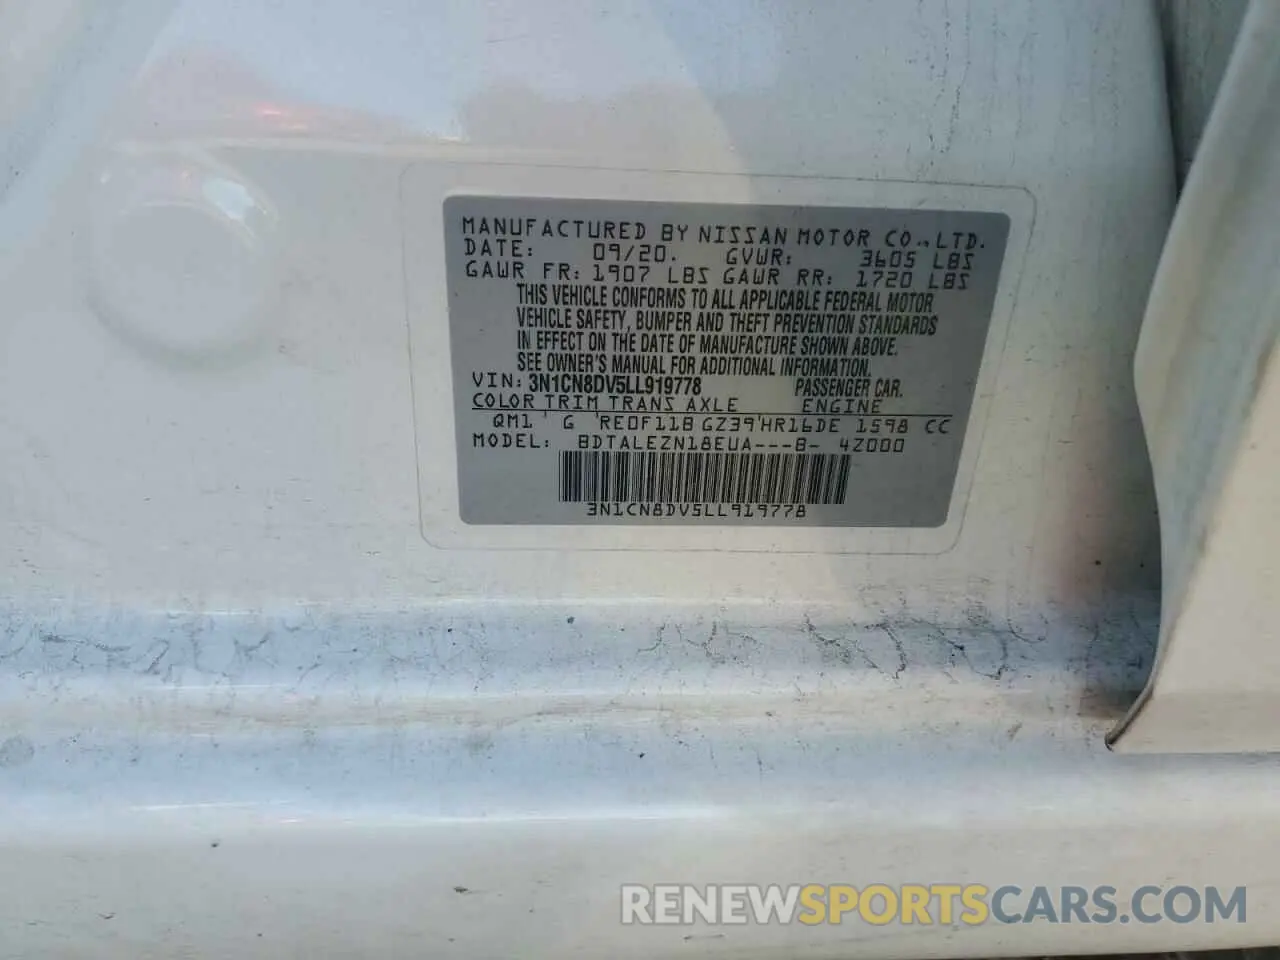 MANUFACTURED BY NISSAN MOTOR CO., LTD.
DATE: 09/20. GVWR: 3605 LBS
GAWR FR: 1907 LBS GAWR RR: 1720 LBS
THIS VEHICLE CONFORMS TO ALL APPLICABLE FEDERAL MOTOR
VEHICLE SAFETY, BUMPER AND THEFT PREVENTION STANDARDS
IN EFFECT ON THE DATE OF MANUFACTURE SHOWN ABOVE.
SEE OWNER'S MANUAL FOR ADDITIONAL INFORMATION.
VIN: 3N1CN8DV5LL919778 PASSENGER CAR.
COLOR TRIM TRANS AXLE ENGINE
QM1 ' G 'RE0F11B GZ39'HR16DE 1598 CC
MODEL: BDTALEZN18EUA---B- 4Z000
3N1CN8DV5LL919778
RENEWSPORTSCARS.COM